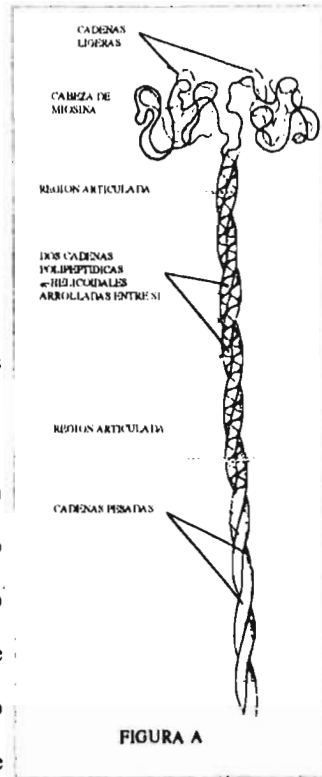 CADENAS
LIGERAS
CABEZA DE
MIOSINA
REGION ARTICULADA
DOS CADENAS
POLIPEPTIDICAS
α-HELICOIDALES
ARROLLADAS ENTRE SI
REGION ARTICULADA
CADENAS PESADAS
FIGURA A